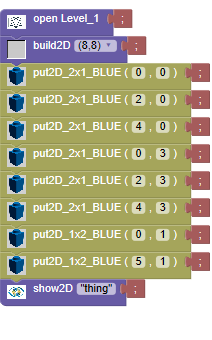 open Level_1 ;
build2D (8,8) ▾ ;
put2D_2x1_BLUE ( 0 , 0 ) ;
put2D_2x1_BLUE ( 2 , 0 ) ;
put2D_2x1_BLUE ( 4 , 0 ) ;
put2D_2x1_BLUE ( 0 , 3 ) ;
put2D_2x1_BLUE ( 2 , 3 ) ;
put2D_2x1_BLUE ( 4 , 3 ) ;
put2D_1x2_BLUE ( 0 , 1 ) ;
put2D_1x2_BLUE ( 5 , 1 ) ;
show2D "thing" ;